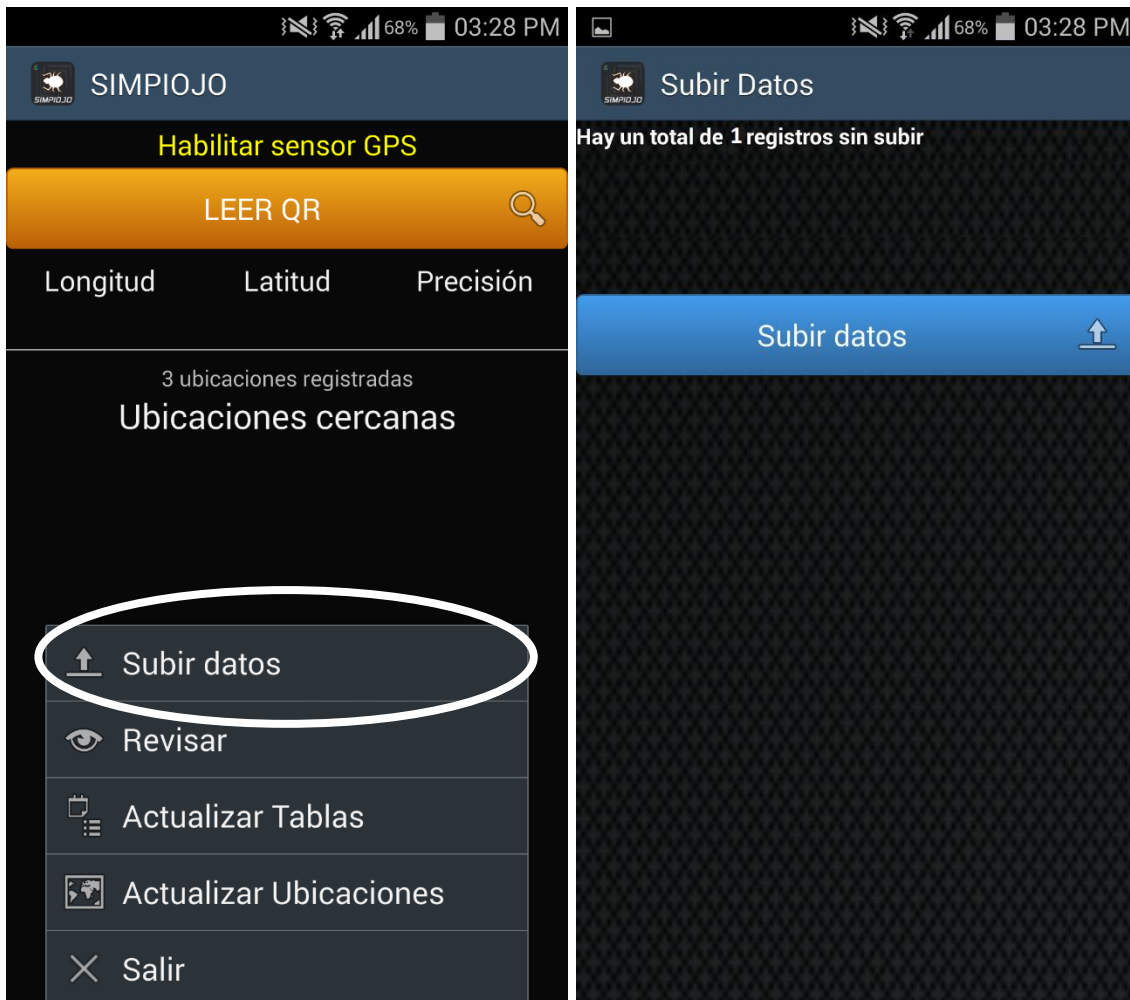 68% 03:28 PM
SIMPIOJO
SIMPIOJO
Habilitar sensor GPS
LEER QR
Longitud Latitud Precisión
3 ubicaciones registradas
Ubicaciones cercanas
Subir datos
Revisar
Actualizar Tablas
Actualizar Ubicaciones
Salir
68% 03:28 PM
SIMPIOJO
Subir Datos
Hay un total de 1 registros sin subir
Subir datos